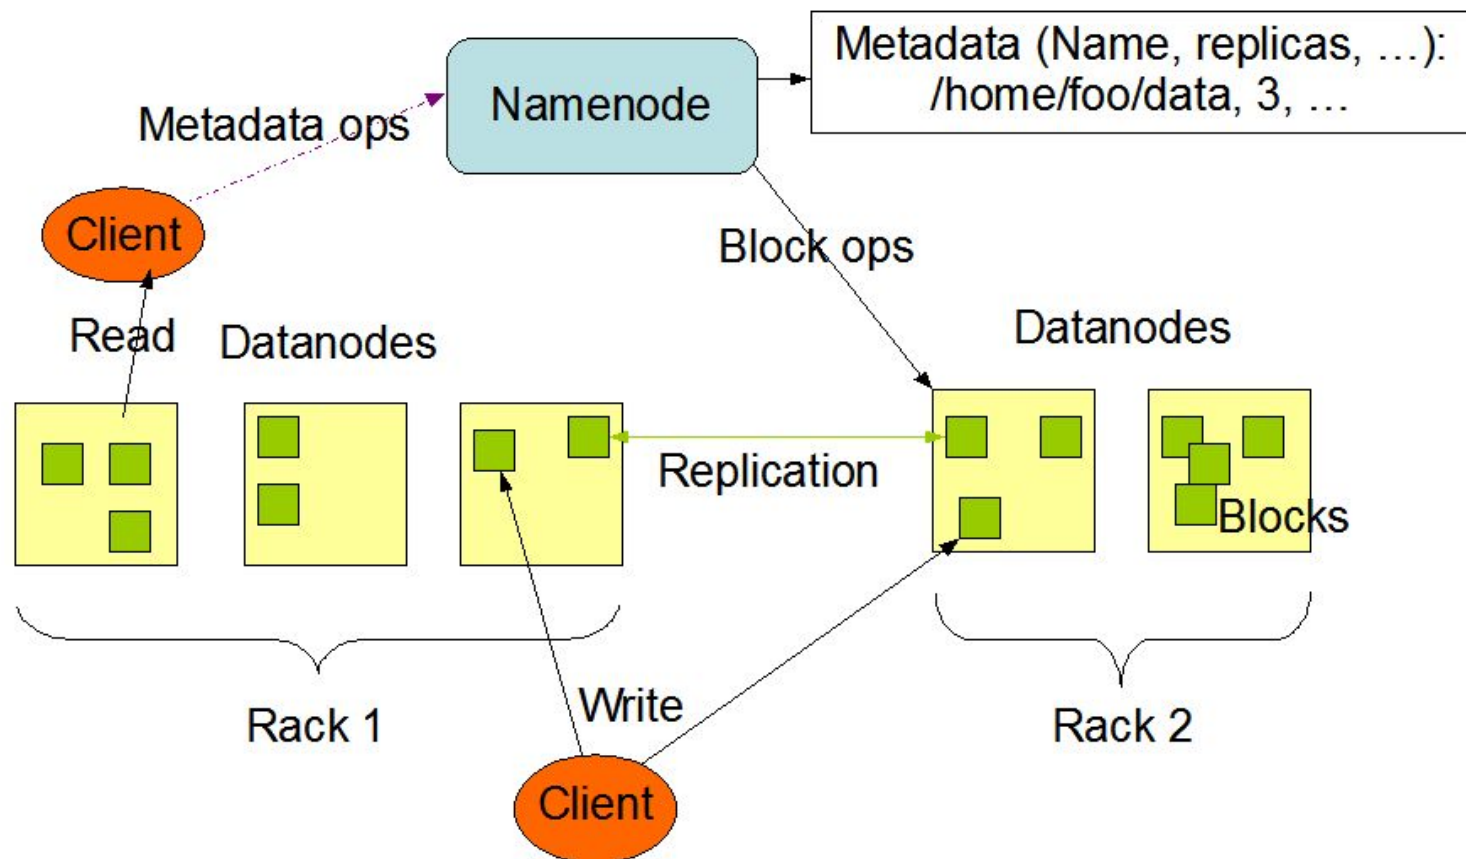 Metadata (Name, replicas, …):
/home/foo/data, 3, …
Namenode
Metadata ops
Client
Block ops
Read
Datanodes
Datanodes
Replication
Blocks
Rack 1
Write
Rack 2
Client